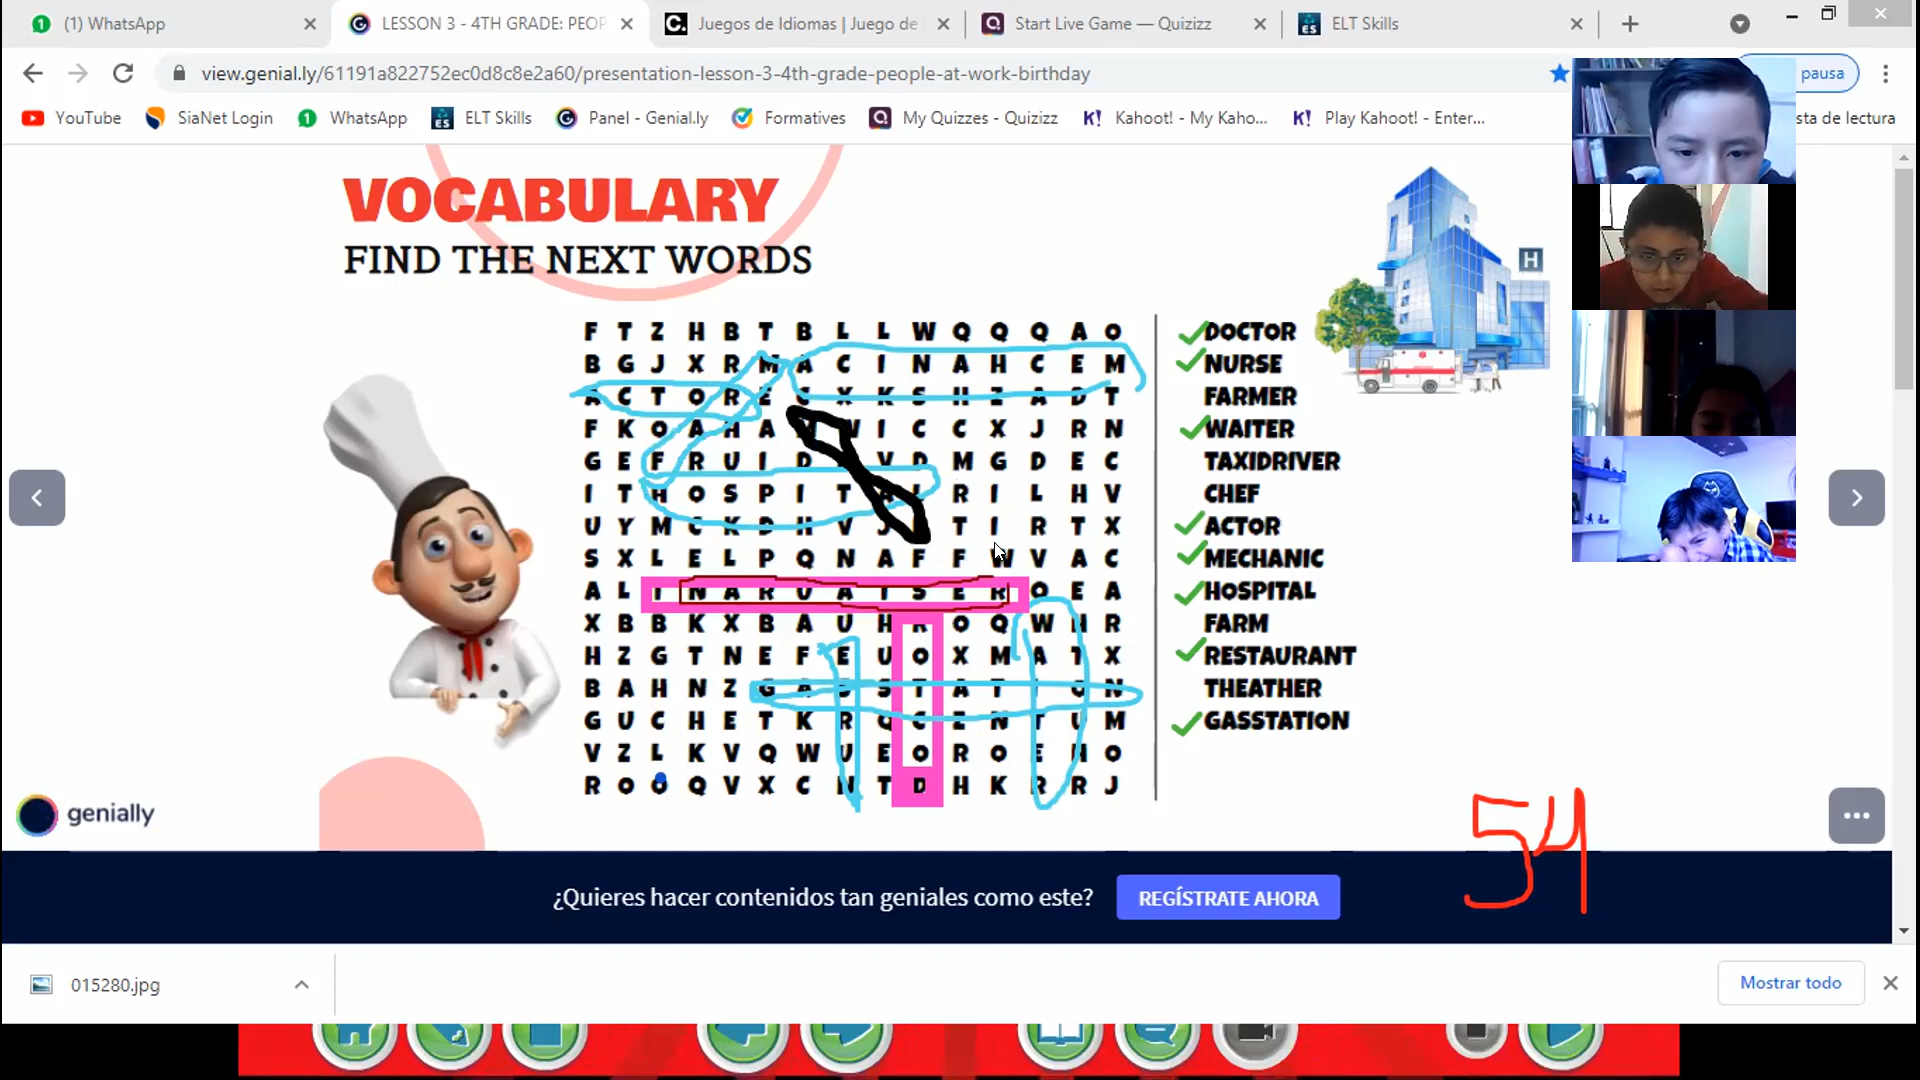 (1) WhatsApp
LESSON 3 - 4TH GRADE: PEOP
Juegos de Idiomas | Juego de
Start Live Game — Quizizz
ELT Skills
view.genial.ly/61191a822752ec0d8c8e2a60/presentation-lesson-3-4th-grade-people-at-work-birthday
pausa
YouTube SiaNet Login WhatsApp ELT Skills Panel - Genial.ly Formatives My Quizzes - Quizizz Kahoot! - My Kaho... Play Kahoot! - Enter... sta de lectura
VOCABULARY
FIND THE NEXT WORDS
H
F T Z H B T B L L W Q Q Q A O
B G J X R M A C I N A H C E M
A C T O R E C X K S H Z A D T
F K O A H A W I C C X J R N
G E F R U I D V D M G D E C
I T H O S P I T A L R I L H V
U Y M C K D H V J T I R T X
S X L E L P Q N A F F W V A C
A L T N A R U A T S E R O E A
X B B K X B A U H R O Q W H R
H Z G T N E F E U O X M A T X
B A H N Z G A S S T A T I O N
G U C H E T K R Q C Z N T U M
V Z L K V Q W U E O R O E H O
R O O Q V X C N T D H K R R J
DOCTOR
NURSE
FARMER
WAITER
TAXIDRIVER
CHEF
ACTOR
MECHANIC
HOSPITAL
FARM
RESTAURANT
THEATHER
GASSTATION
54
genially
¿Quieres hacer contenidos tan geniales como este? REGÍSTRATE AHORA
015280.jpg
Mostrar todo